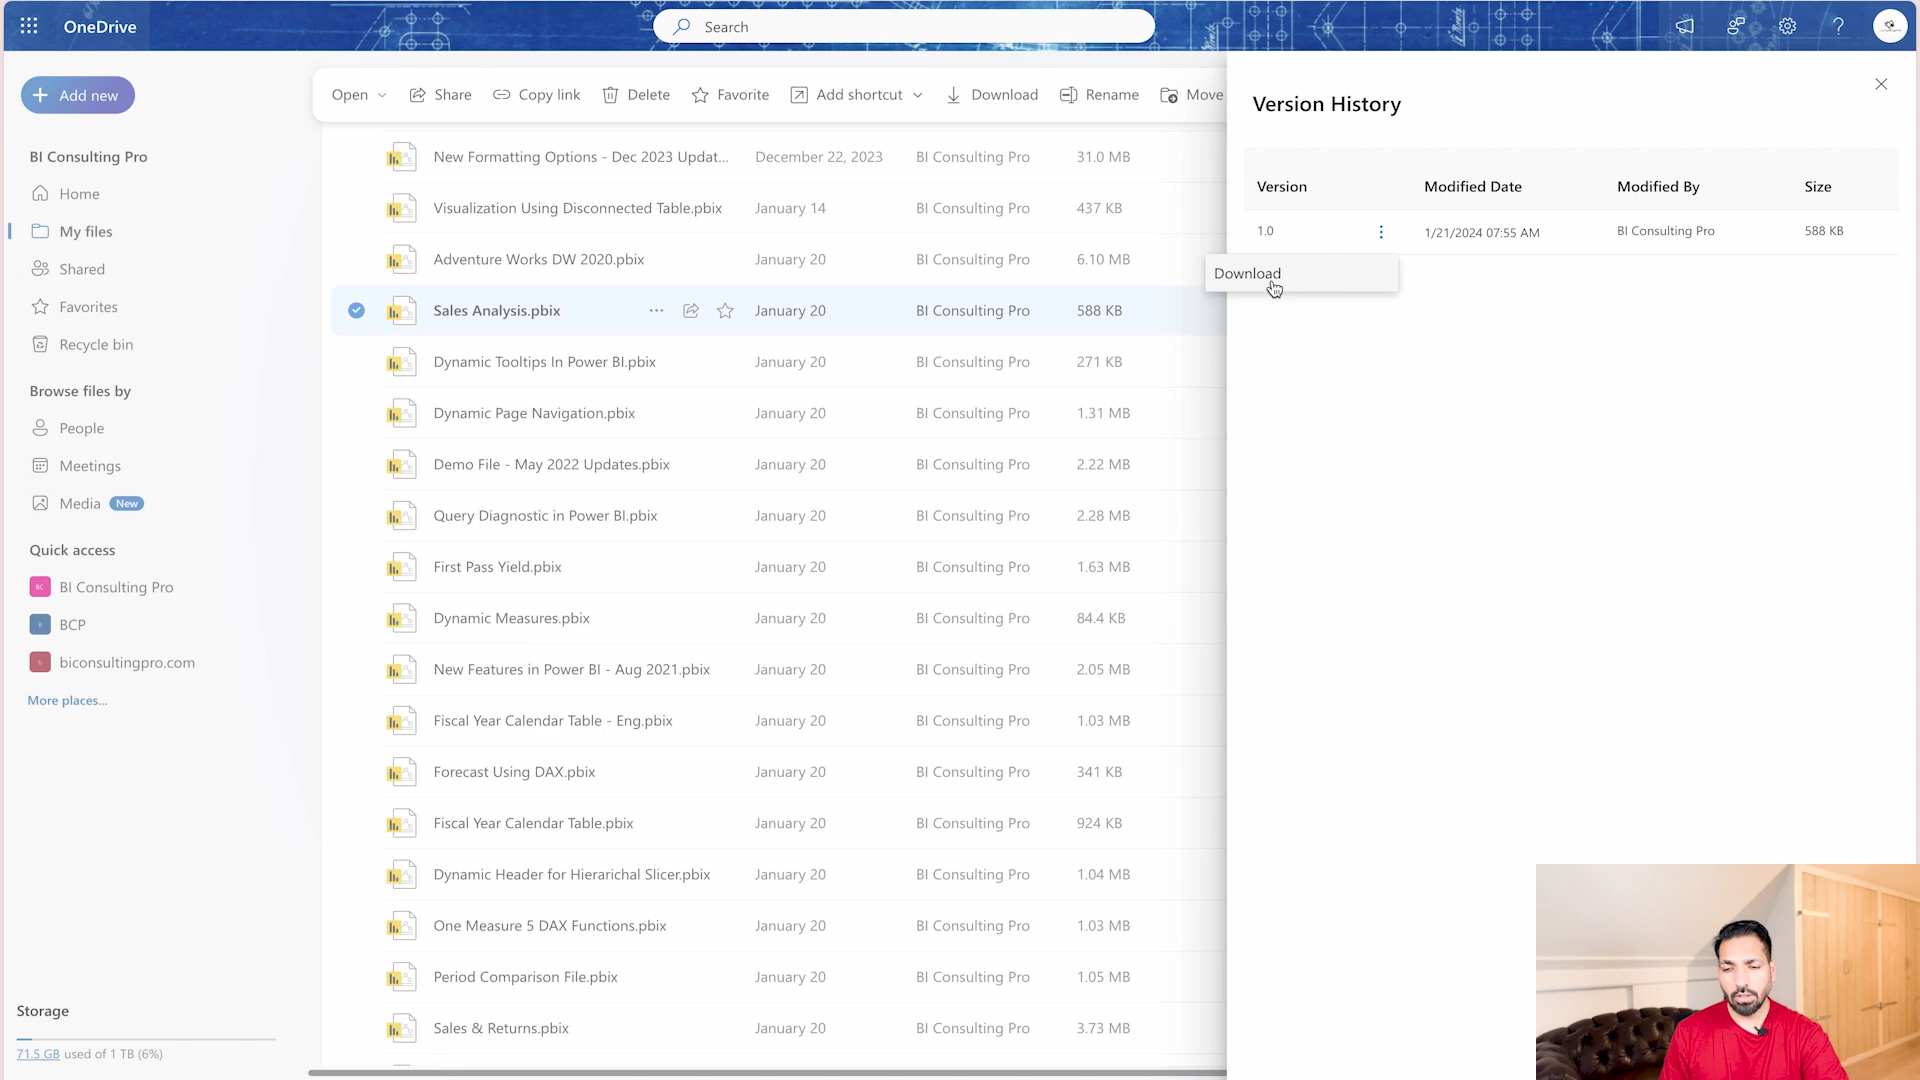 OneDrive
Search
Add new
BI Consulting Pro
Home
My files
Shared
Favorites
Recycle bin
Browse files by
People
Meetings
Media New
Quick access
BI Consulting Pro
BCP
biconsultingpro.com
More places...
Storage
71.5 GB used of 1 TB (6%)
Open Share Copy link Delete Favorite Add shortcut Download Rename Move
New Formatting Options - Dec 2023 Updat... December 22, 2023 BI Consulting Pro 31.0 MB
Visualization Using Disconnected Table.pbix January 14 BI Consulting Pro 437 KB
Adventure Works DW 2020.pbix January 20 BI Consulting Pro 6.10 MB
Sales Analysis.pbix January 20 BI Consulting Pro 588 KB
Dynamic Tooltips In Power BI.pbix January 20 BI Consulting Pro 271 KB
Dynamic Page Navigation.pbix January 20 BI Consulting Pro 1.31 MB
Demo File - May 2022 Updates.pbix January 20 BI Consulting Pro 2.22 MB
Query Diagnostic in Power BI.pbix January 20 BI Consulting Pro 2.28 MB
First Pass Yield.pbix January 20 BI Consulting Pro 1.63 MB
Dynamic Measures.pbix January 20 BI Consulting Pro 84.4 KB
New Features in Power BI - Aug 2021.pbix January 20 BI Consulting Pro 2.05 MB
Fiscal Year Calendar Table - Eng.pbix January 20 BI Consulting Pro 1.03 MB
Forecast Using DAX.pbix January 20 BI Consulting Pro 341 KB
Fiscal Year Calendar Table.pbix January 20 BI Consulting Pro 924 KB
Dynamic Header for Hierarichal Slicer.pbix January 20 BI Consulting Pro 1.04 MB
One Measure 5 DAX Functions.pbix January 20 BI Consulting Pro 1.03 MB
Period Comparison File.pbix January 20 BI Consulting Pro 1.05 MB
Sales & Returns.pbix January 20 BI Consulting Pro 3.73 MB
Version History
Version Modified Date Modified By Size
1.0 1/21/2024 07:55 AM BI Consulting Pro 588 KB
Download